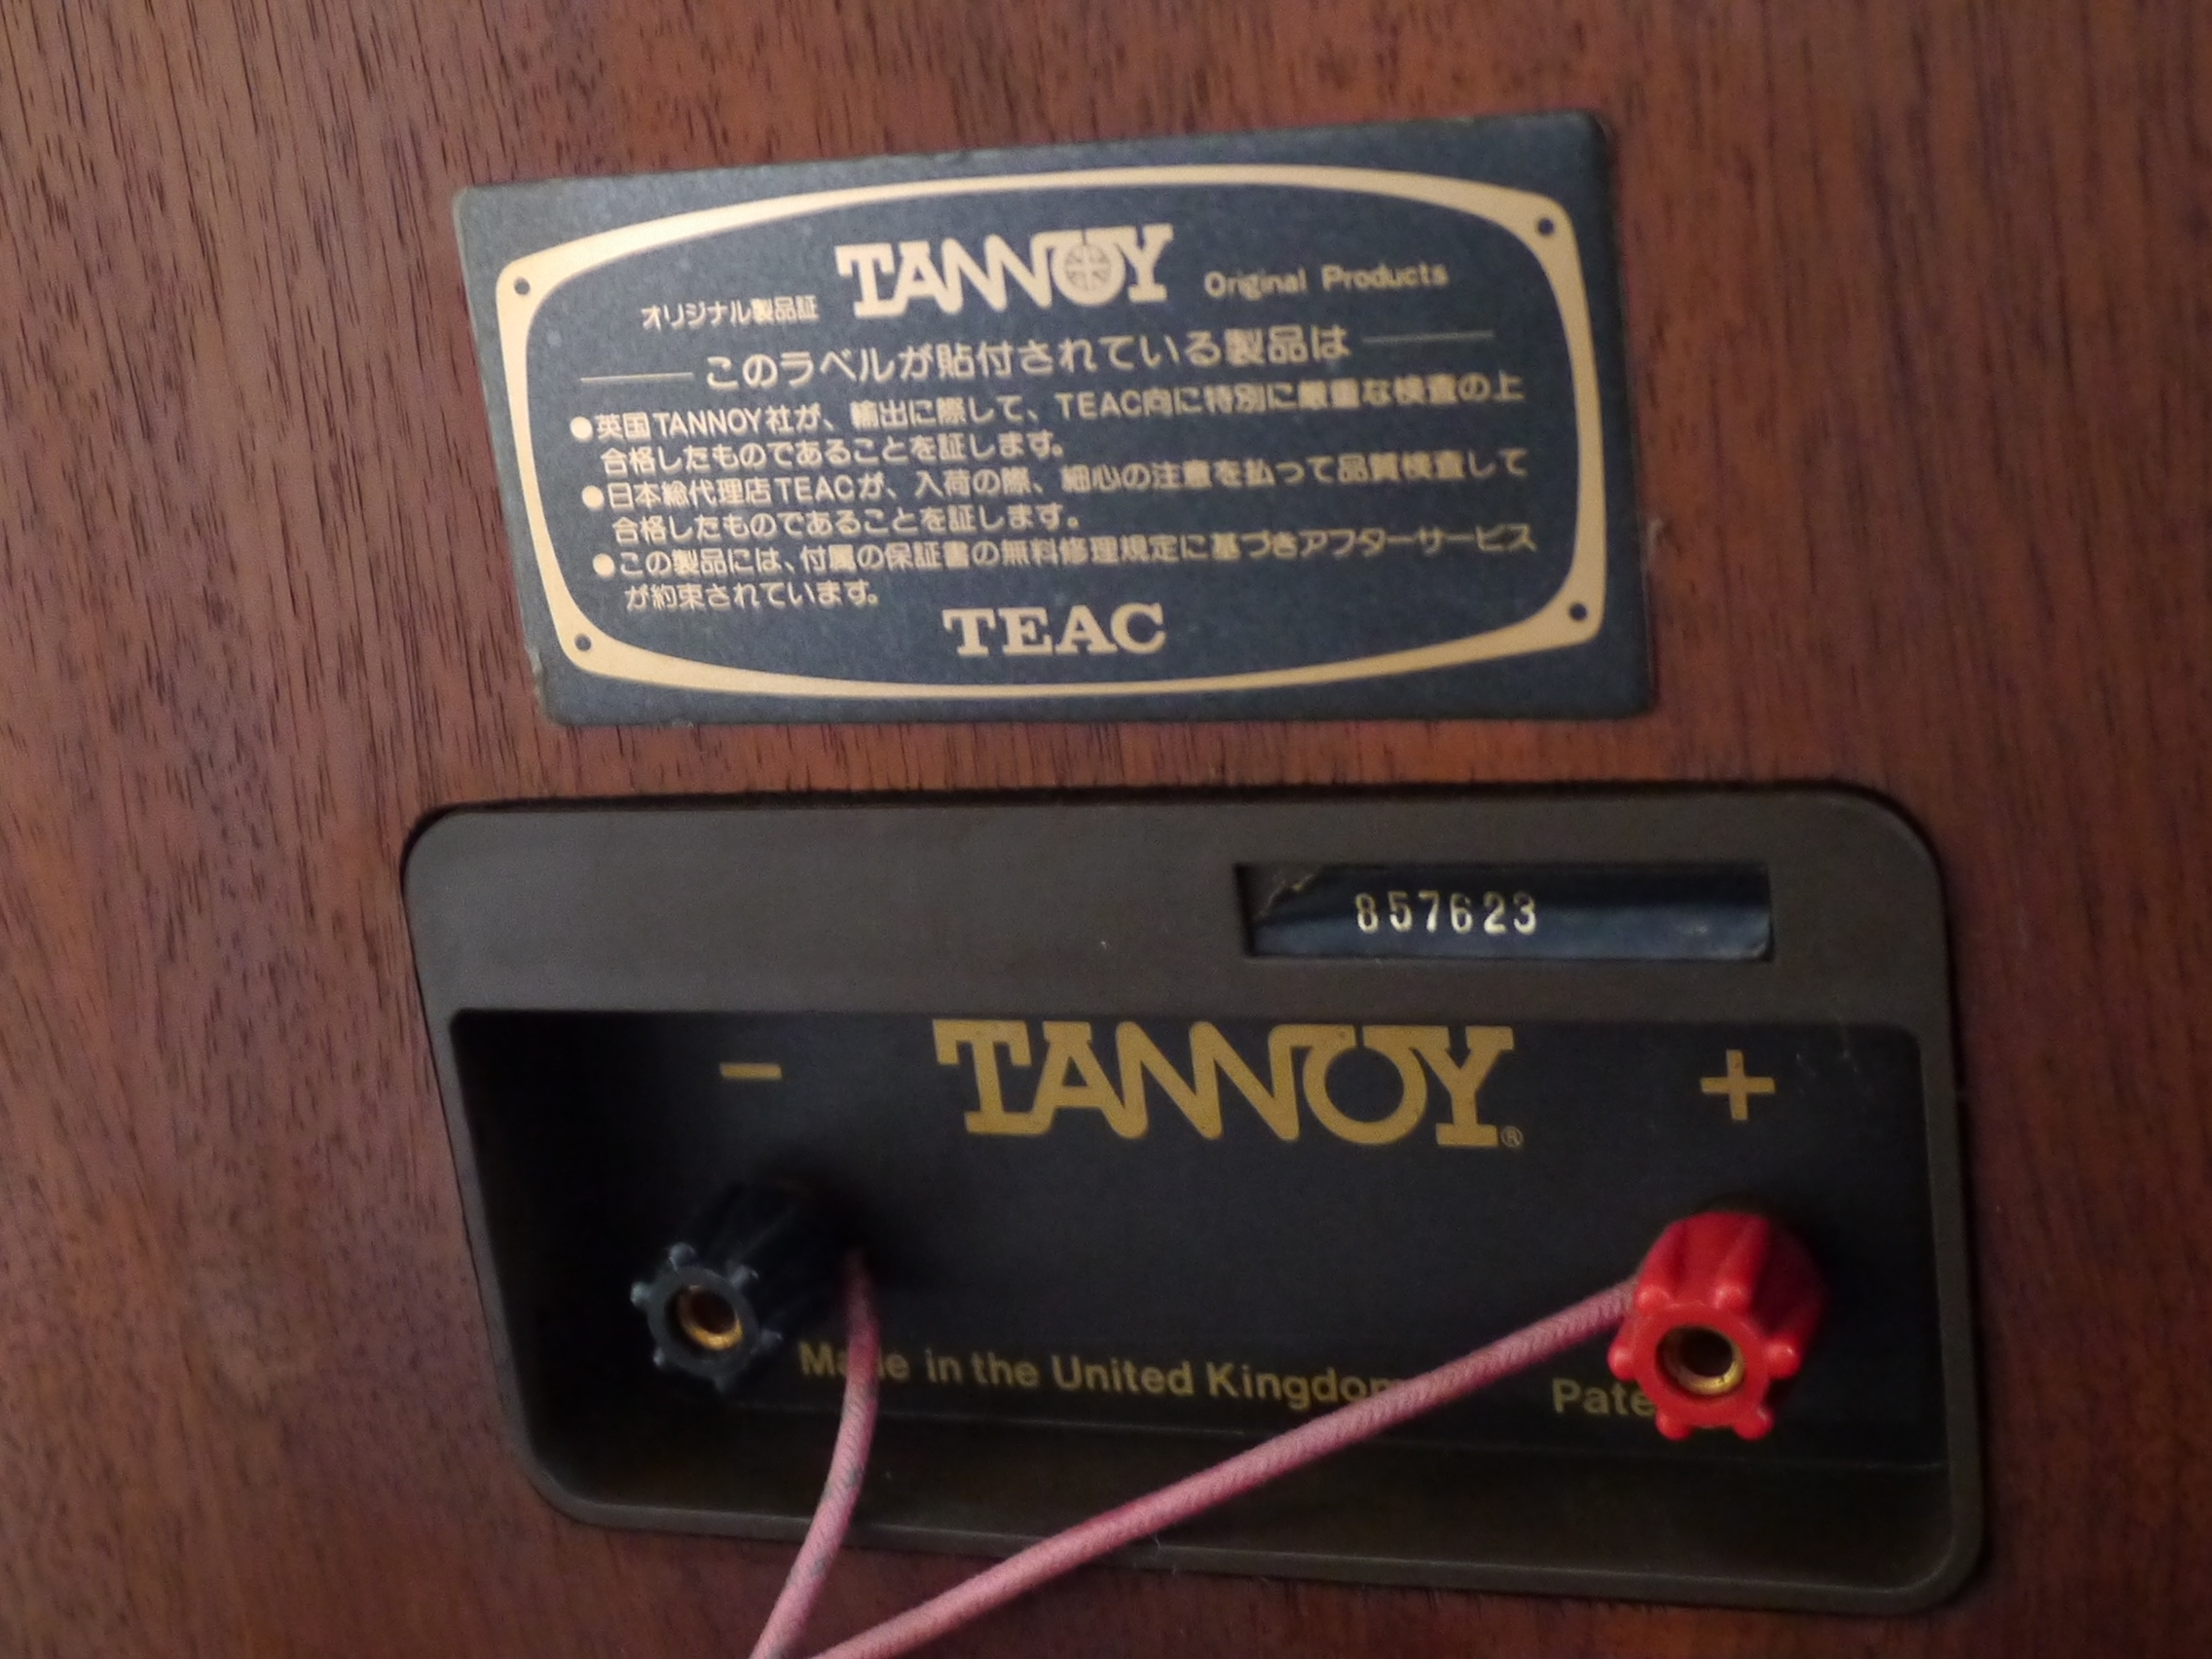 オリジナル製品証 TANNOY Original Products
このラベルが貼付されている製品は
●英国TANNOY社が、輸出に際して、TEAC向に特別に厳重な検査の上
合格したものであることを証します。
●日本総代理店TEACが、入荷の際、細心の注意を払って品質検査して
合格したものであることを証します。
●この製品には、付属の保証書の無料修理規定に基づきアフターサービス
が約束されています。
TEAC
857623
− TANNOY® +
Made in the United Kingdom